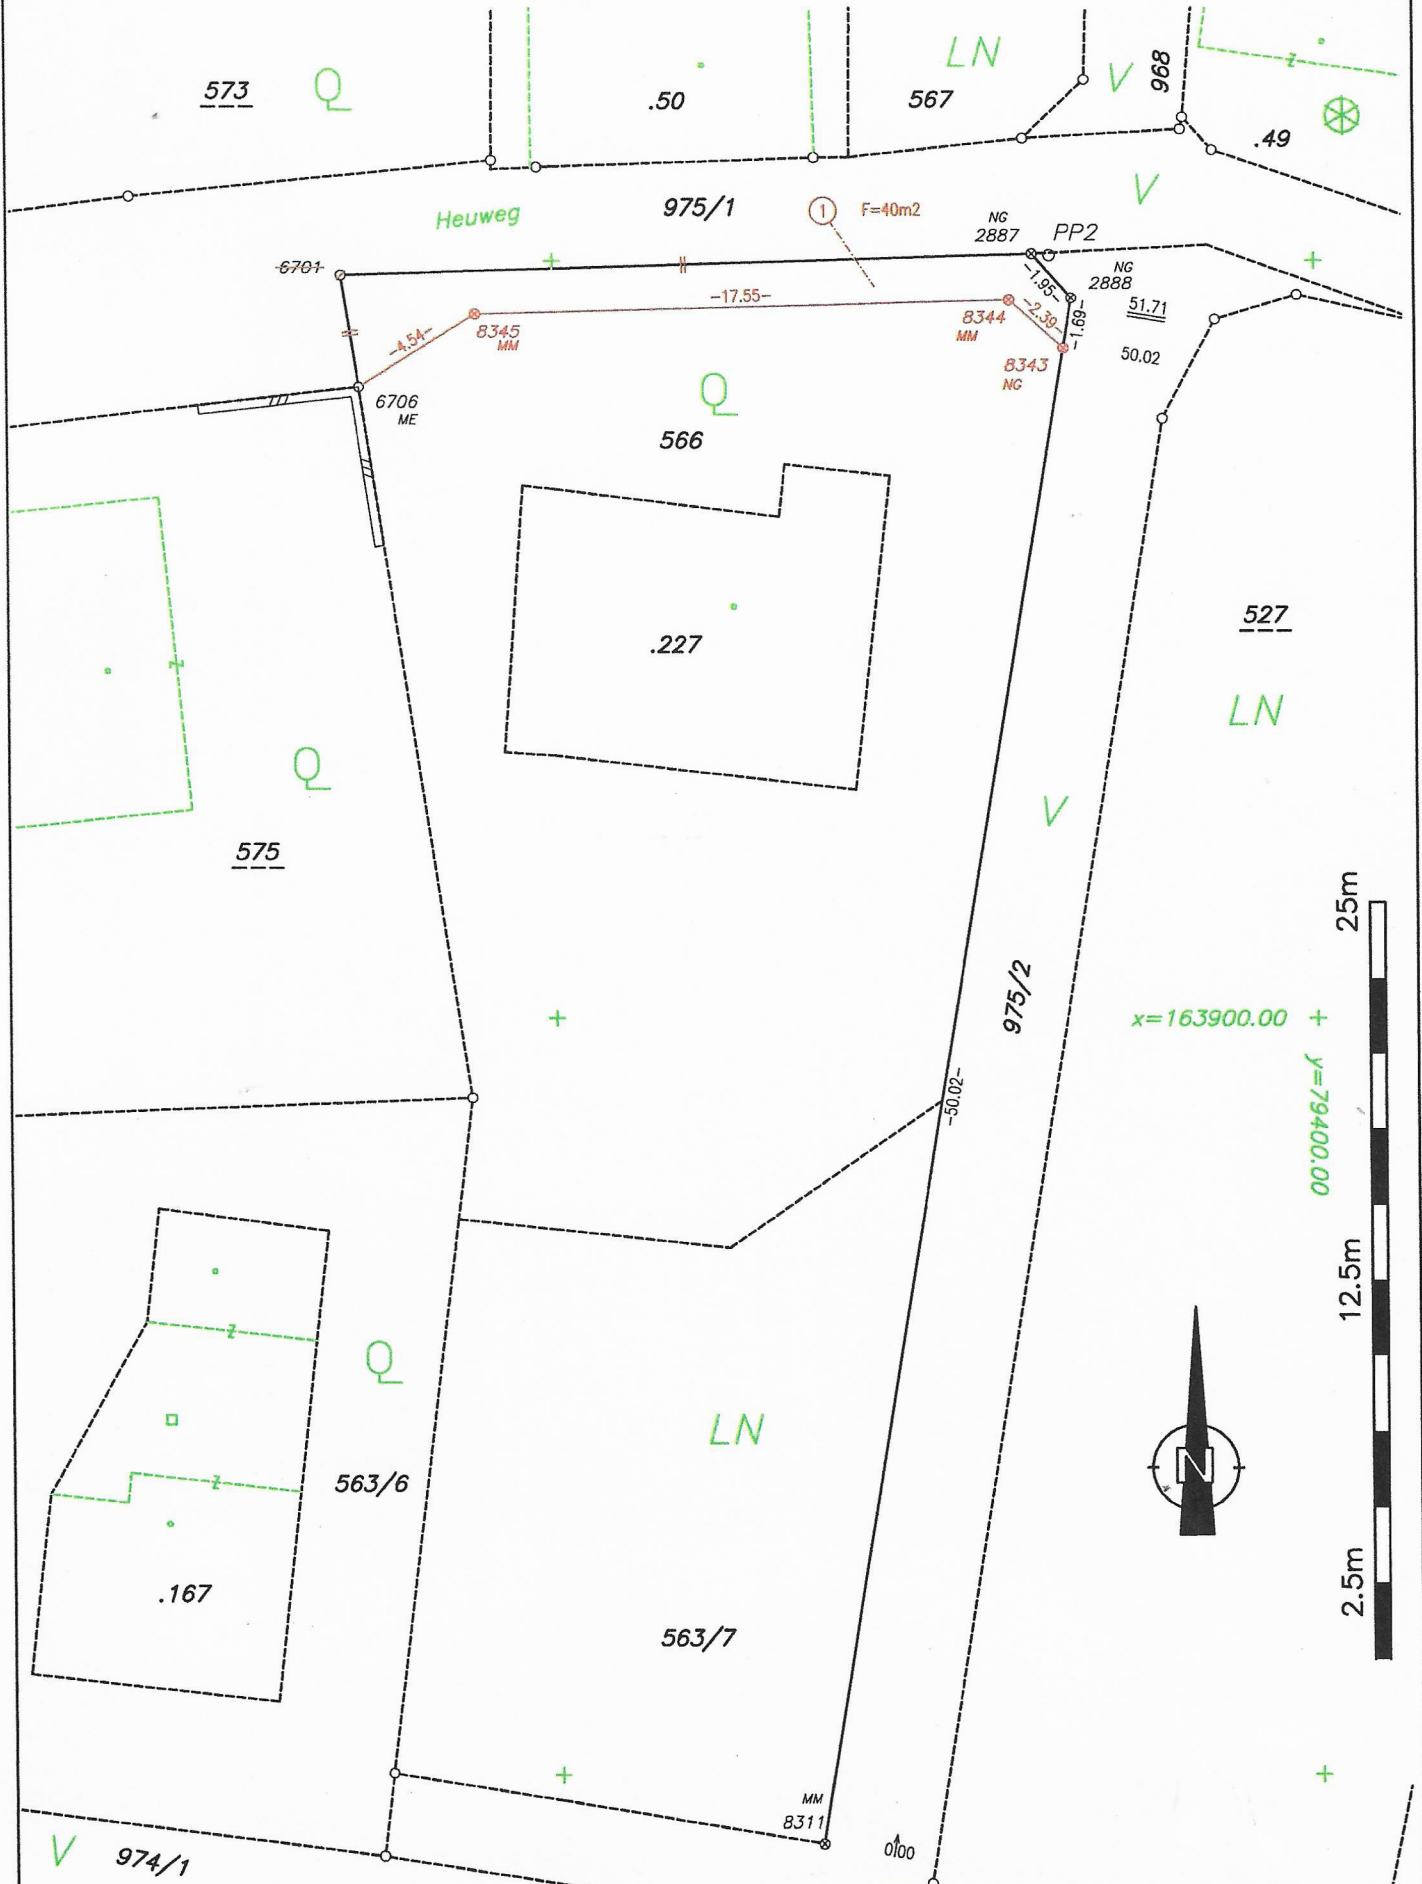 573
Q
.50
LN
567
V
968
.49
V
Heuweg
975/1
1
F=40m2
NG
2887
PP2
6701
-1.95-
NG
2888
-17.55-
51.71
-4.54-
8345
MM
8344
MM
-2.39-
-1.69-
8343
NG
50.02
6706
ME
Q
566
.227
527
LN
Q
V
575
25m
975/2
x=163900.00
y=79400.00
-50.02-
12.5m
Q
LN
563/6
N
2.5m
.167
563/7
MM
8311
0.00
V
974/1